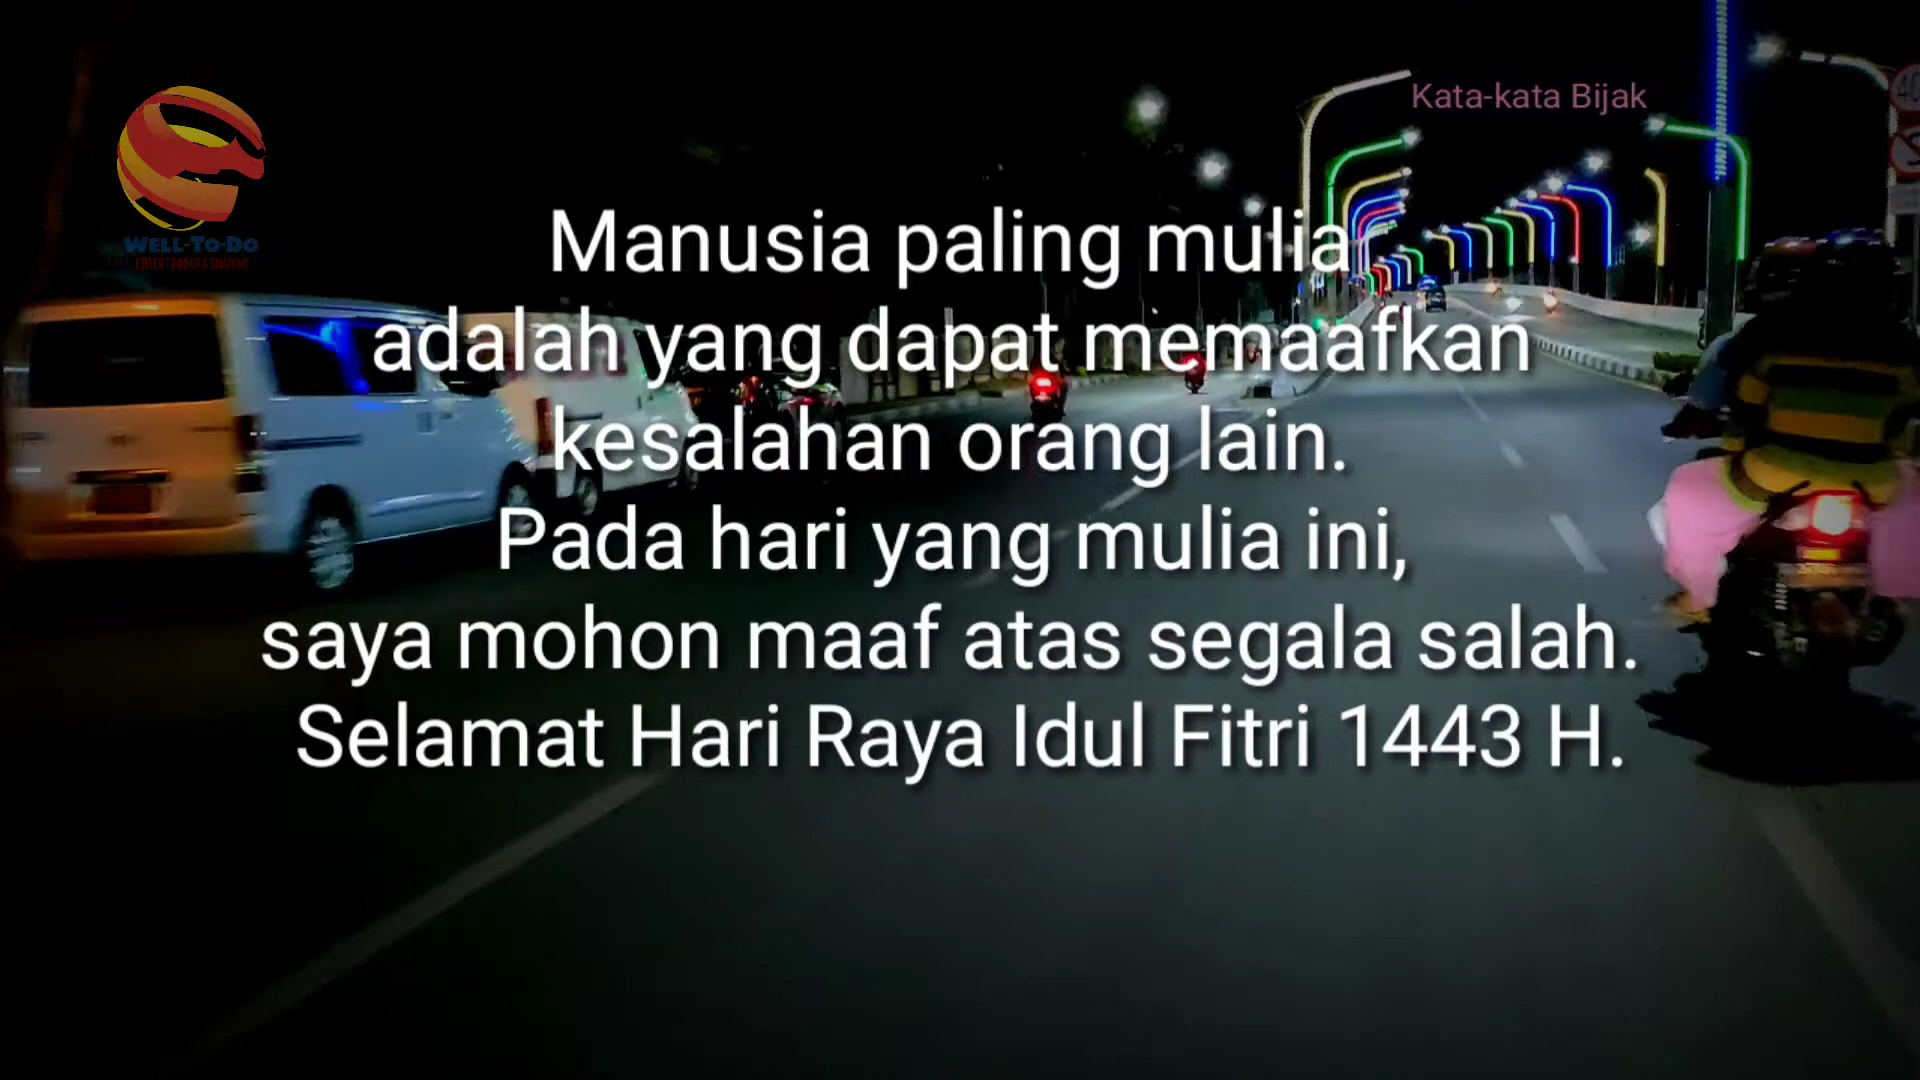 Kata-kata Bijak
WELL-TO-DO
Manusia paling mulia
adalah yang dapat memaafkan
kesalahan orang lain.
Pada hari yang mulia ini,
saya mohon maaf atas segala salah.
Selamat Hari Raya Idul Fitri 1443 H.